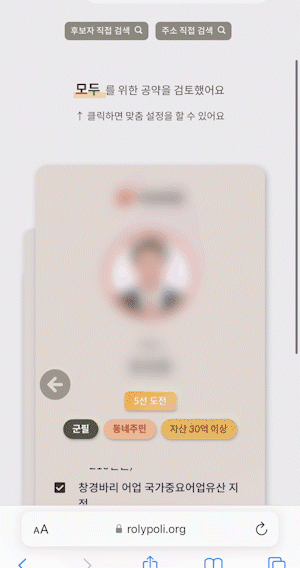 후보자 직접 검색
주소 직접 검색
모두 를 위한 공약을 검토했어요
↑ 클릭하면 맞춤 설정을 할 수 있어요
5선 도전
군필
동네주민
자산 30억 이상
창경바리 어업 국가중요어업유산 지
정
AA
rolypoli.org